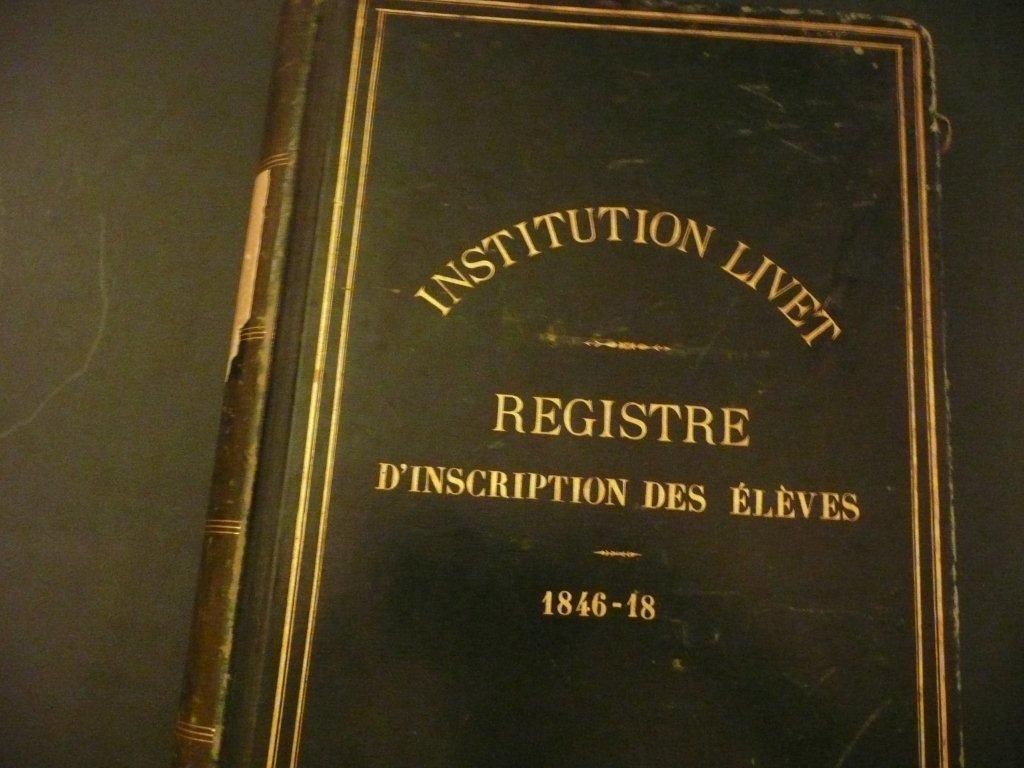 INSTITUTION LIVET
REGISTRE
D'INSCRIPTION DES ÉLÈVES
1846-18